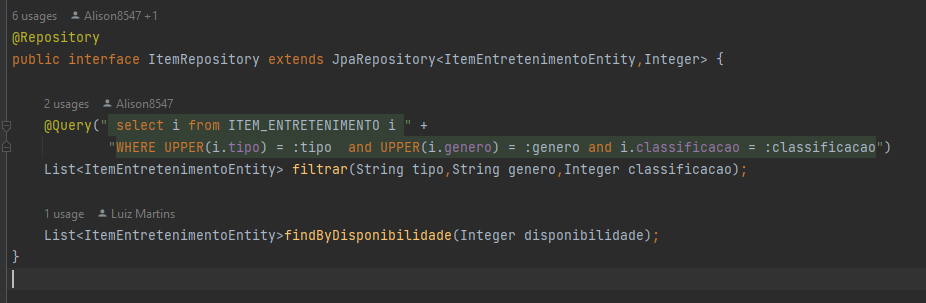 6 usages Alison8547 +1
@Repository
public interface ItemRepository extends JpaRepository<ItemEntretenimentoEntity,Integer> {
2 usages Alison8547
@Query(" select i from ITEM_ENTRETENIMENTO i " +
"WHERE UPPER(i.tipo) = :tipo  and UPPER(i.genero) = :genero and i.classificacao = :classificacao")
List<ItemEntretenimentoEntity> filtrar(String tipo,String genero,Integer classificacao);
1 usage Luiz Martins
List<ItemEntretenimentoEntity>findByDisponibilidade(Integer disponibilidade);
}